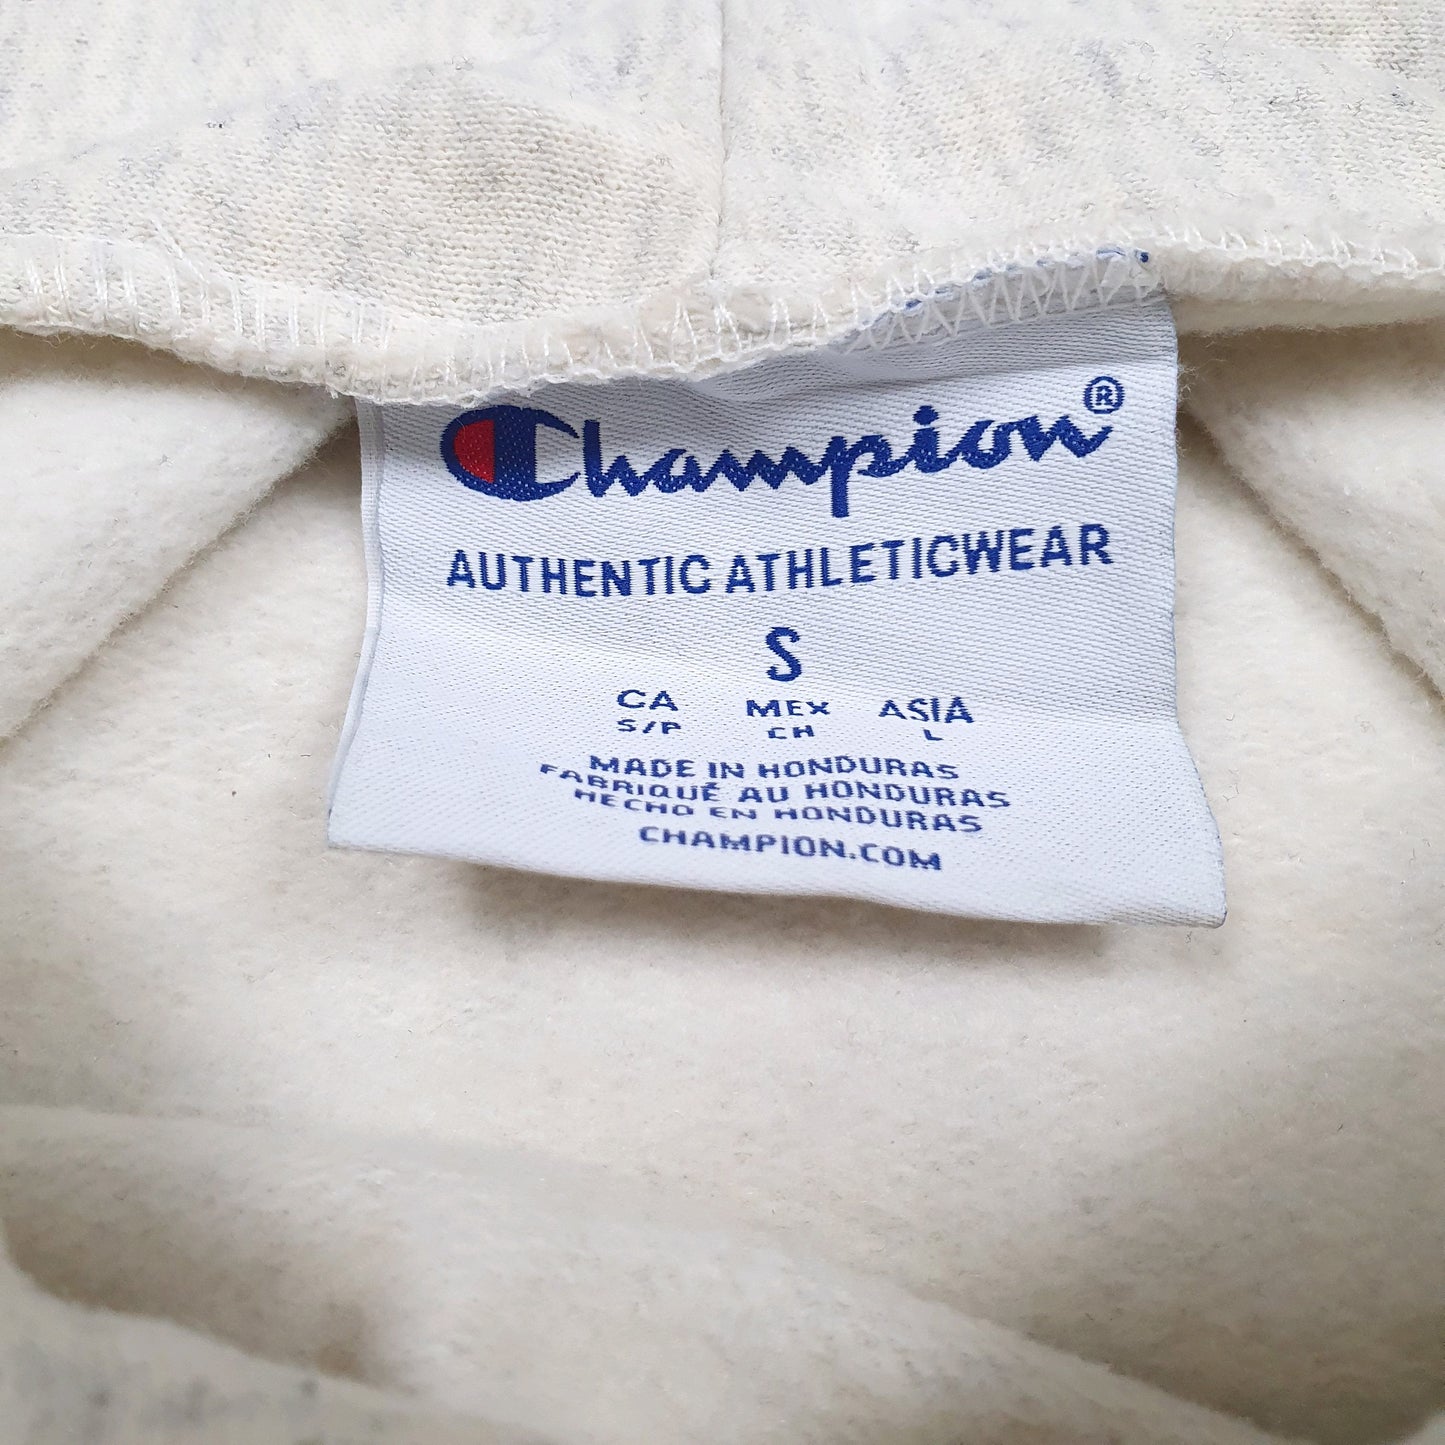 Champion®
AUTHENTIC ATHLETICWEAR
S
CA MEX ASIA
S/P CH L
MADE IN HONDURAS
FABRIQUÉ AU HONDURAS
HECHO EN HONDURAS
CHAMPION.COM